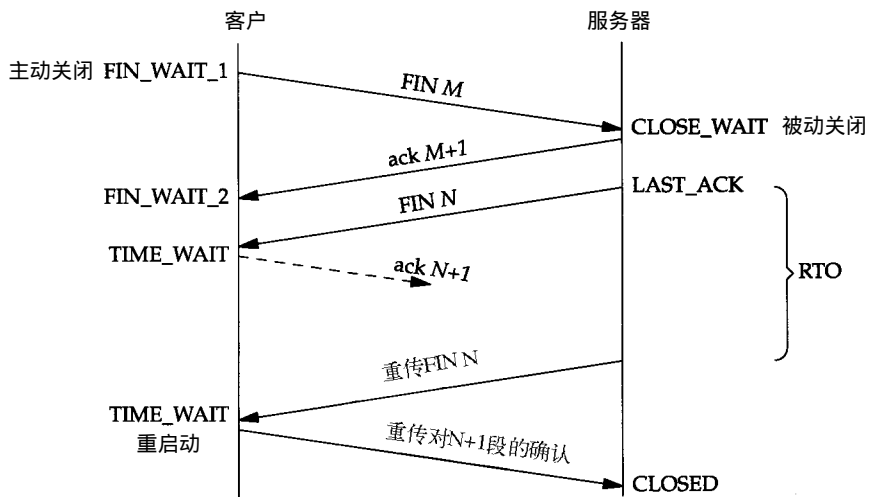 客户
服务器
主动关闭 FIN_WAIT_1
FIN M
CLOSE_WAIT 被动关闭
ack M+1
FIN_WAIT_2
LAST_ACK
FIN N
TIME_WAIT
ack N+1
RTO
重传FIN N
TIME_WAIT
重启动
重传对N+1段的确认
CLOSED